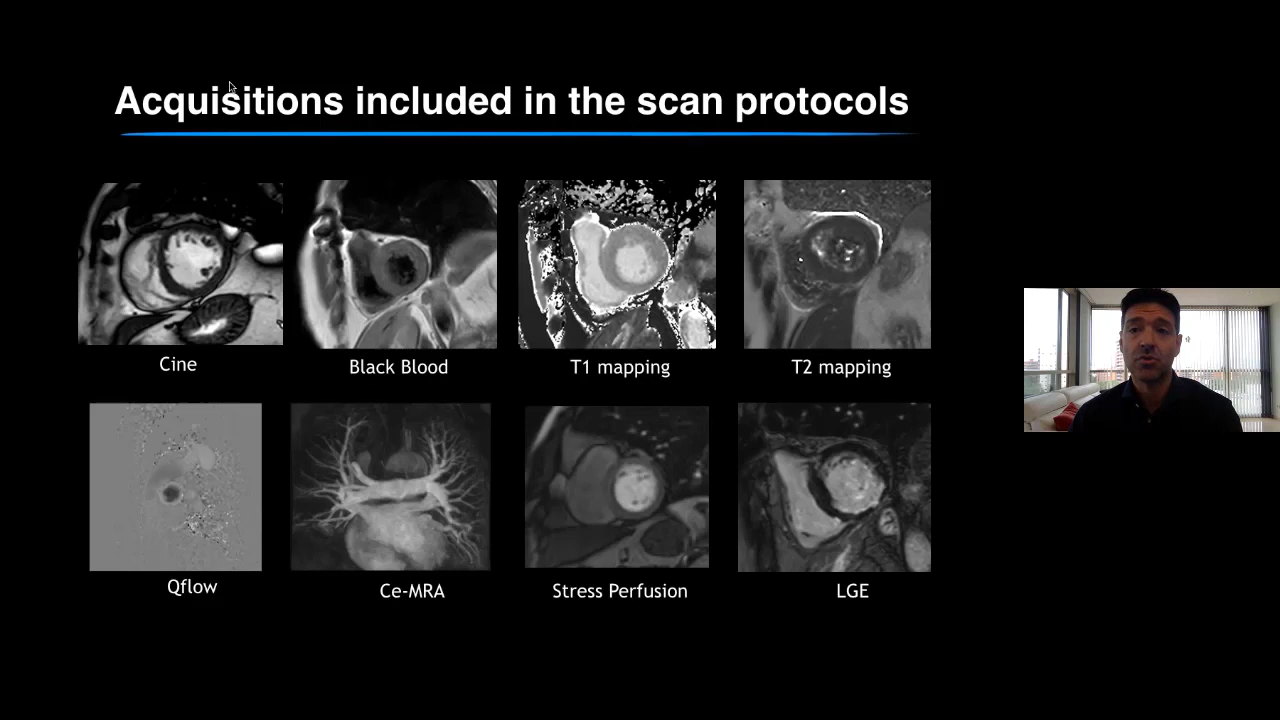 Acquisitions included in the scan protocols
Cine
Black Blood
T1 mapping
T2 mapping
Qflow
Ce-MRA
Stress Perfusion
LGE